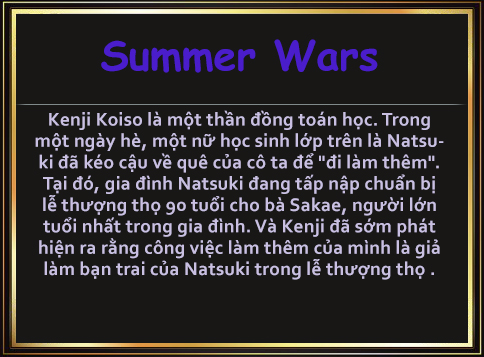 Summer Wars
Kenji Koiso là một thần đồng toán học. Trong
một ngày hè, một nữ học sinh lớp trên là Natsu-
ki đã kéo cậu về quê của cô ta để "đi làm thêm".
Tại đó, gia đình Natsuki đang tấp nập chuẩn bị
lễ thượng thọ 90 tuổi cho bà Sakae, người lớn
tuổi nhất trong gia đình. Và Kenji đã sớm phát
hiện ra rằng công việc làm thêm của mình là giả
làm bạn trai của Natsuki trong lễ thượng thọ .